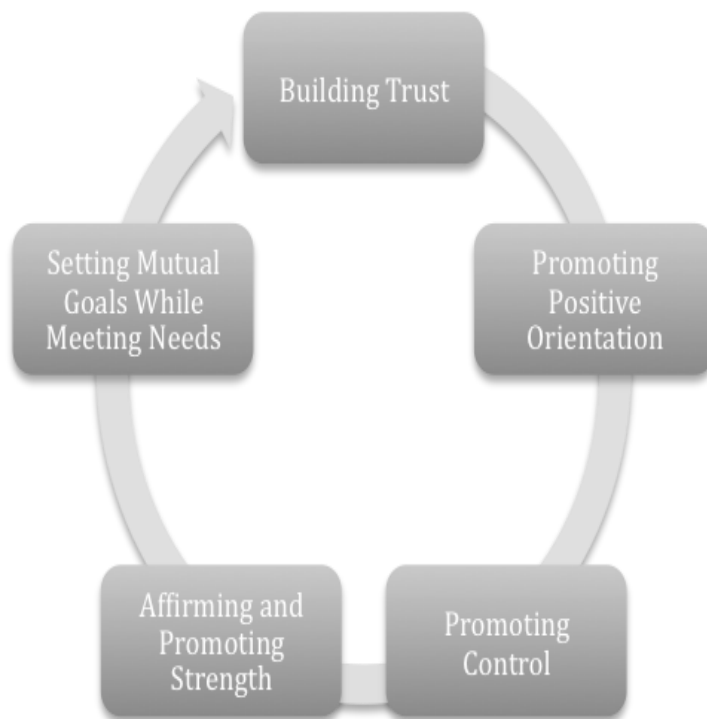 Building Trust
Promoting
Positive
Orientation
Promoting
Control
Affirming and
Promoting
Strength
Setting Mutual
Goals While
Meeting Needs